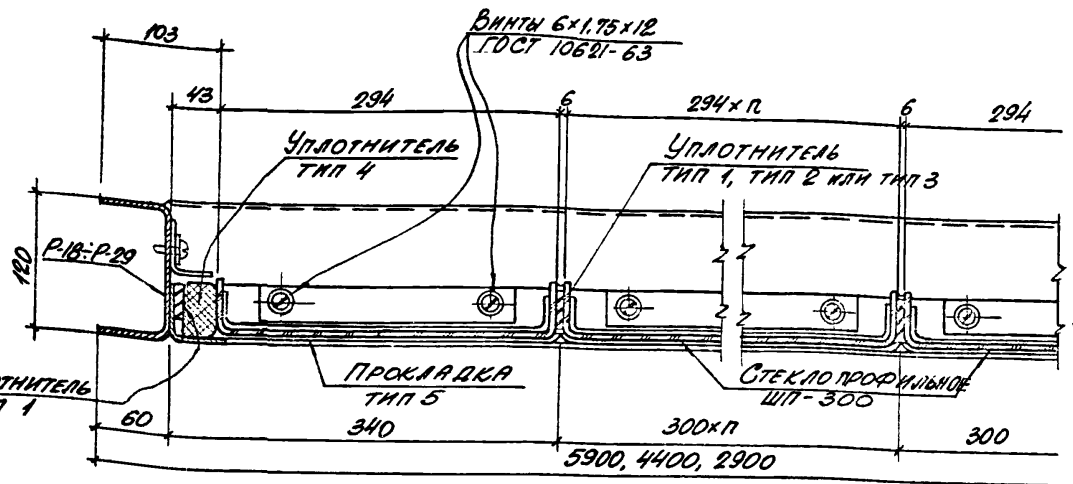 103
Винты 6×1,75×12
ГОСТ 10621-63
43
294
6
294×п
6
294
Уплотнитель
тип 4
Уплотнитель
тип 1, тип 2 или тип 3
120
Р-18÷Р-29
Прокладка
тип 5
Стекло профильное
ШП-300
тнитель
п 1
60
340
300×п
300
5900, 4400, 2900